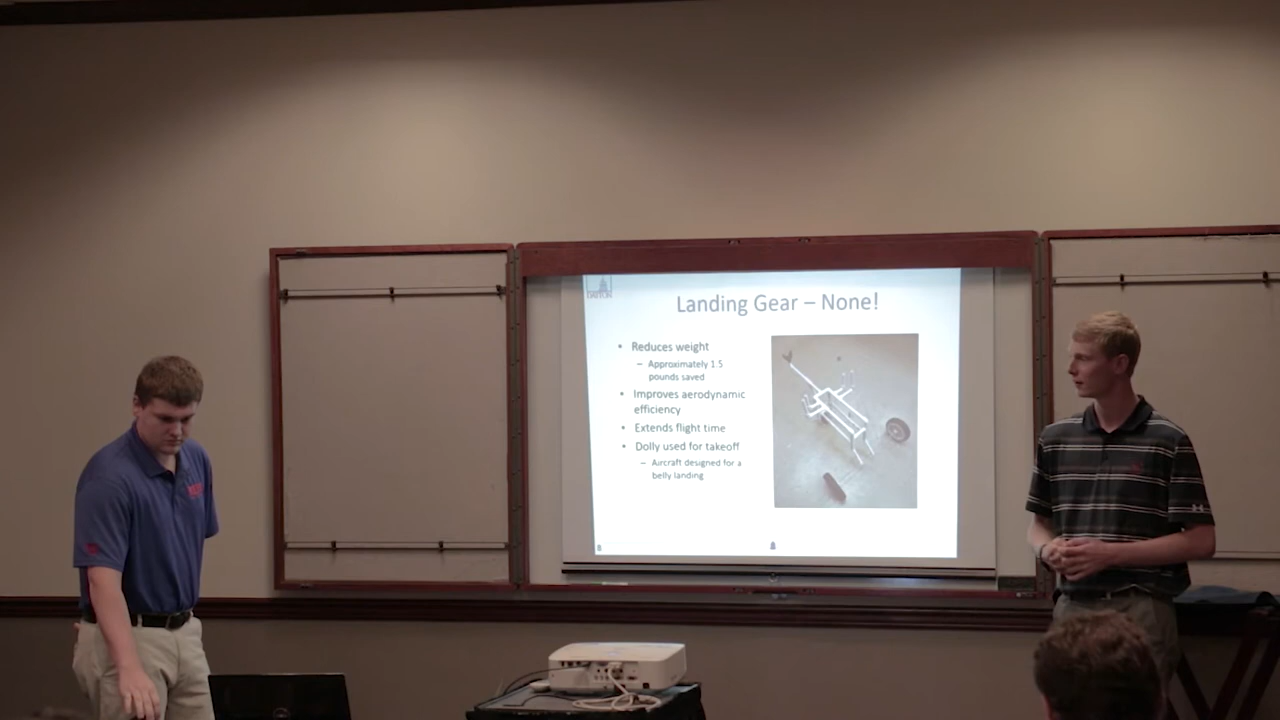 DAYTON
Landing Gear – None!
• Reduces weight
– Approximately 1.5
pounds saved
• Improves aerodynamic
efficiency
• Extends flight time
• Dolly used for takeoff
– Aircraft designed for a
belly landing